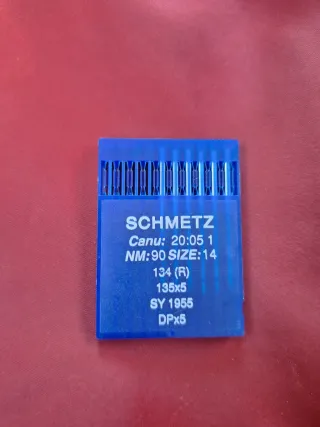 SCHMETZ
Canu: 20:05 1
NM:90 SIZE:14
134 (R)
135x5
SY 1955
DPx5